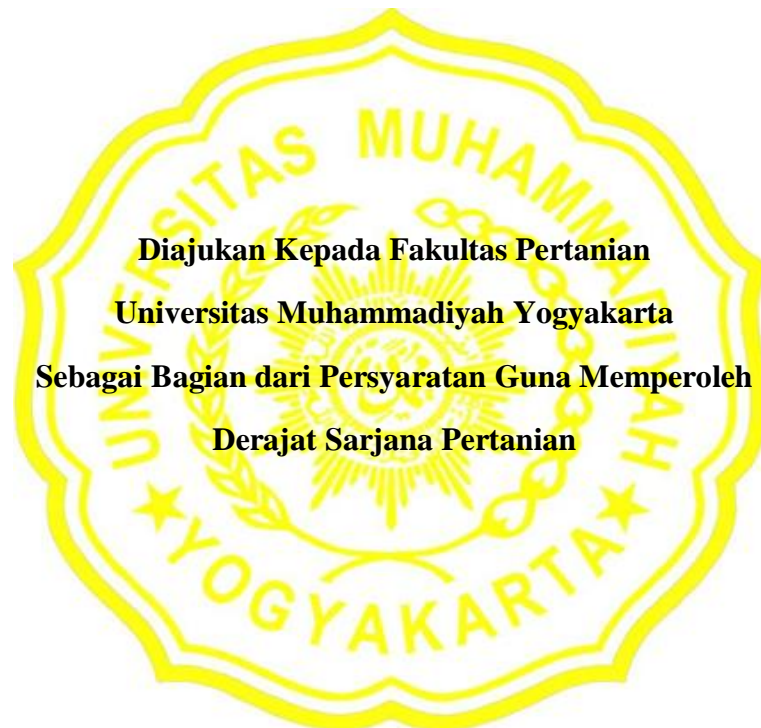 UNIVERSITAS MUHAMMADIYAH
Diajukan Kepada Fakultas Pertanian
Universitas Muhammadiyah Yogyakarta
Sebagai Bagian dari Persyaratan Guna Memperoleh
Derajat Sarjana Pertanian
★ YOGYAKARTA ★